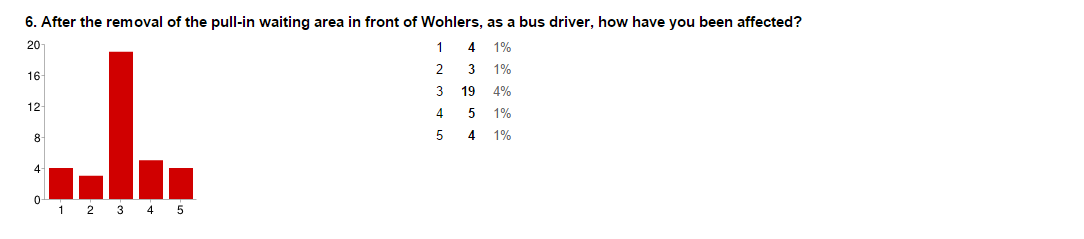 6. After the removal of the pull-in waiting area in front of Wohlers, as a bus driver, how have you been affected?
20
16
12
8
4
0
1 2 3 4 5
1 4 1%
2 3 1%
3 19 4%
4 5 1%
5 4 1%